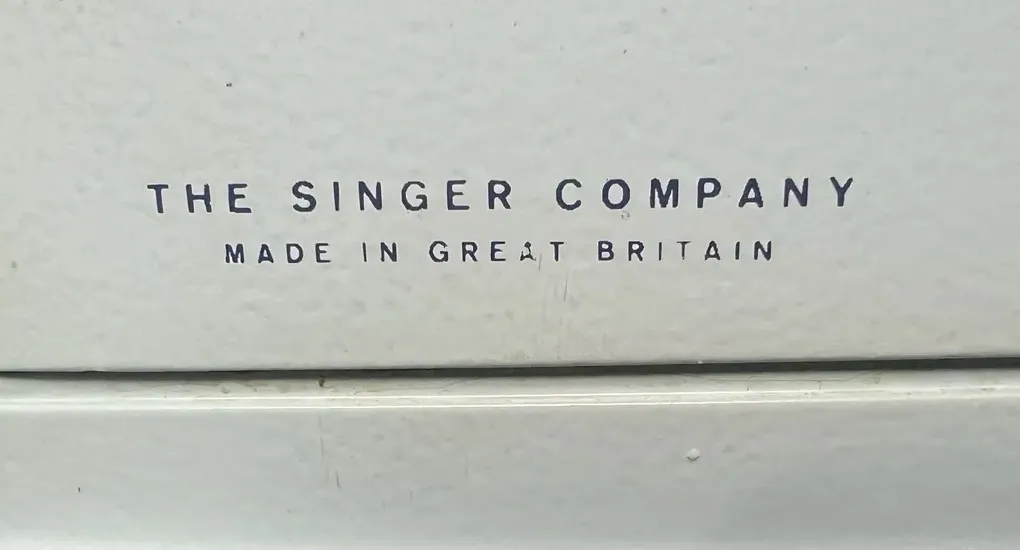 THE SINGER COMPANY
MADE IN GREAT BRITAIN